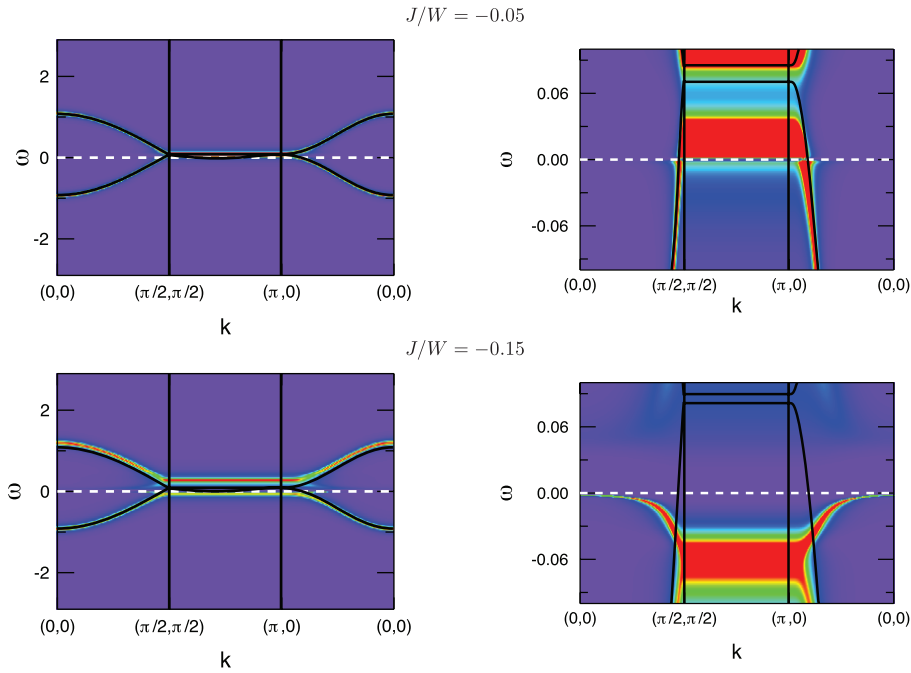 J/W = −0.05
2
0
-2
ω
(0,0)
(π/2,π/2)
(π,0)
(0,0)
k
0.06
0.00
-0.06
ω
(0,0)
(π/2,π/2)
(π,0)
(0,0)
k
J/W = −0.15
2
0
-2
ω
(0,0)
(π/2,π/2)
(π,0)
(0,0)
k
0.06
0.00
-0.06
ω
(0,0)
(π/2,π/2)
(π,0)
(0,0)
k